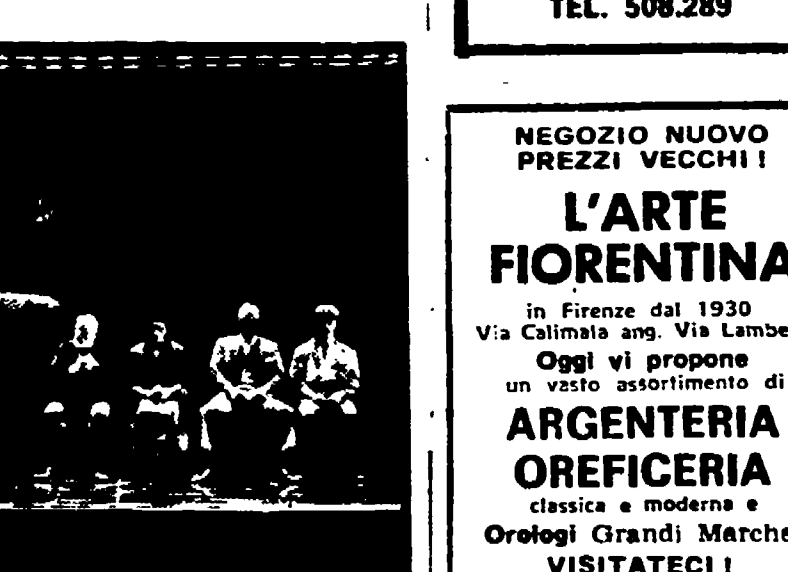 TEL. 508.289
NEGOZIO NUOVO
PREZZI VECCHI !
L'ARTE
FIORENTINA
in Firenze dal 1930
Via Calimala ang. Via Lambe
Oggi vi propone
un vasto assortimento di
ARGENTERIA
OREFICERIA
classica e moderna e
Orologi Grandi Marche
VISITATECI !